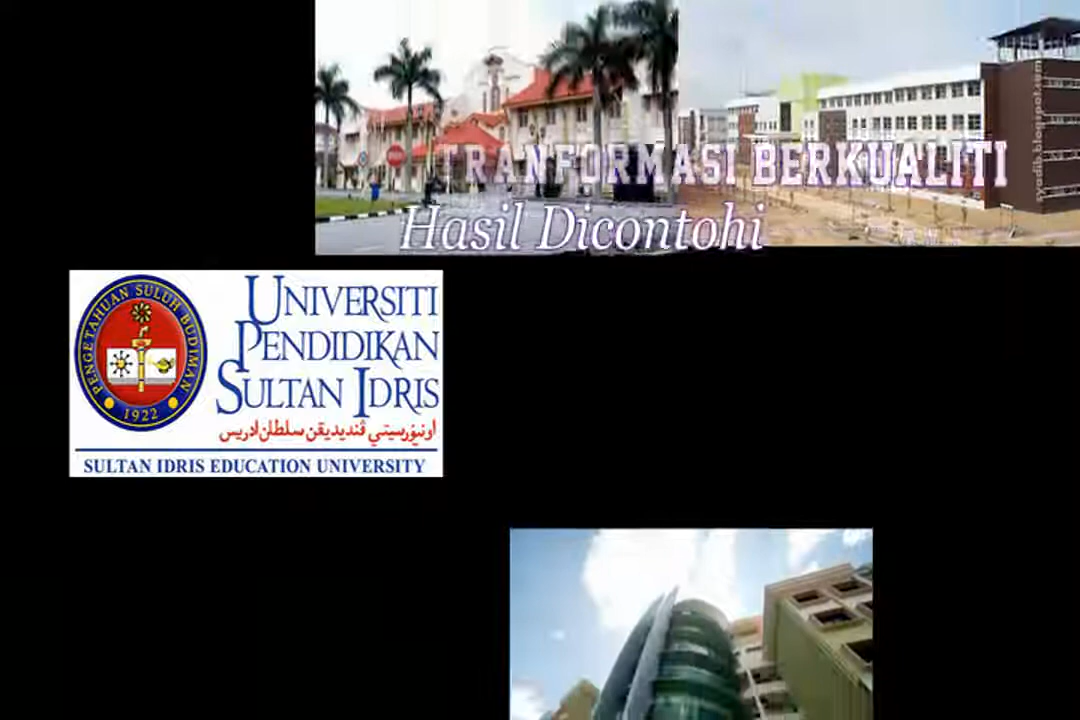 TRANFORMASI BERKUALITI
Hasil Dicontohi
PENGETAHUAN SULUH BUDIMAN
1922
UNIVERSITI
PENDIDIKAN
SULTAN IDRIS
اونيۏرسيتي ڤنديديقن سلطان ادريس
SULTAN IDRIS EDUCATION UNIVERSITY